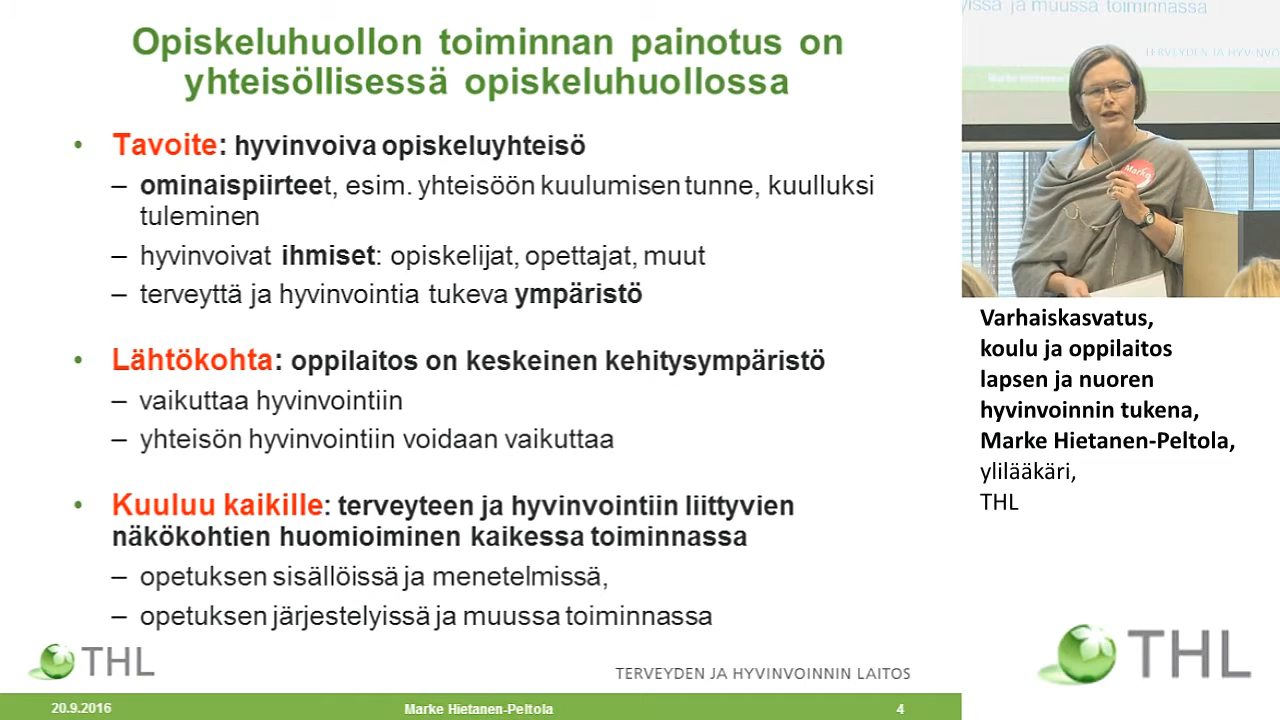 Opiskeluhuollon toiminnan painotus on
yhteisöllisessä opiskeluhuollossa
• Tavoite: hyvinvoiva opiskeluyhteisö
– ominaispiirteet, esim. yhteisöön kuulumisen tunne, kuulluksi
tuleminen
– hyvinvoivat ihmiset: opiskelijat, opettajat, muut
– terveyttä ja hyvinvointia tukeva ympäristö
• Lähtökohta: oppilaitos on keskeinen kehitysympäristö
– vaikuttaa hyvinvointiin
– yhteisön hyvinvointiin voidaan vaikuttaa
• Kuuluu kaikille: terveyteen ja hyvinvointiin liittyvien
näkökohtien huomioiminen kaikessa toiminnassa
– opetuksen sisällöissä ja menetelmissä,
– opetuksen järjestelyissä ja muussa toiminnassa
THL
TERVEYDEN JA HYVINVOINNIN LAITOS
20.9.2016 Marke Hietanen-Peltola 4
ja muussa toiminnassa
TERVEYDEN JA HYVINVO
Marke
Varhaiskasvatus,
koulu ja oppilaitos
lapsen ja nuoren
hyvinvoinnin tukena,
Marke Hietanen-Peltola,
ylilääkäri,
THL
THL